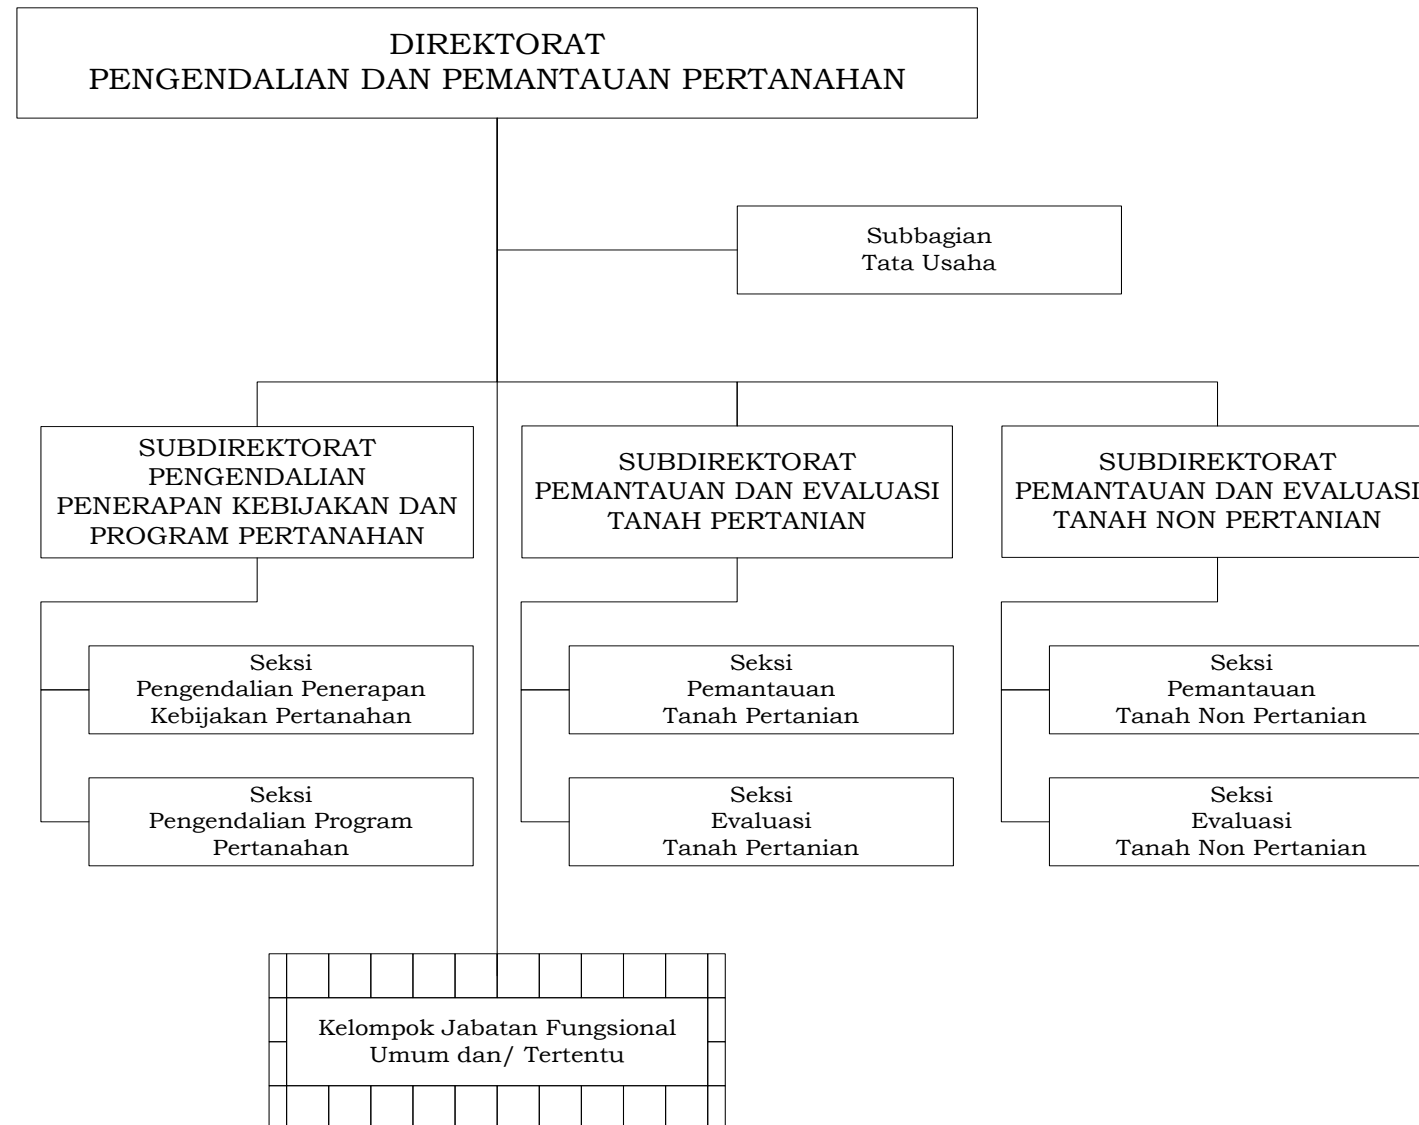 DIREKTORAT
PENGENDALIAN DAN PEMANTAUAN PERTANAHAN
Subbagian
Tata Usaha
SUBDIREKTORAT
PENGENDALIAN
PENERAPAN KEBIJAKAN DAN
PROGRAM PERTANAHAN
SUBDIREKTORAT
PEMANTAUAN DAN EVALUASI
TANAH PERTANIAN
SUBDIREKTORAT
PEMANTAUAN DAN EVALUASI
TANAH NON PERTANIAN
Seksi
Pengendalian Penerapan
Kebijakan Pertanahan
Seksi
Pemantauan
Tanah Pertanian
Seksi
Pemantauan
Tanah Non Pertanian
Seksi
Pengendalian Program
Pertanahan
Seksi
Evaluasi
Tanah Pertanian
Seksi
Evaluasi
Tanah Non Pertanian
Kelompok Jabatan Fungsional
Umum dan/ Tertentu